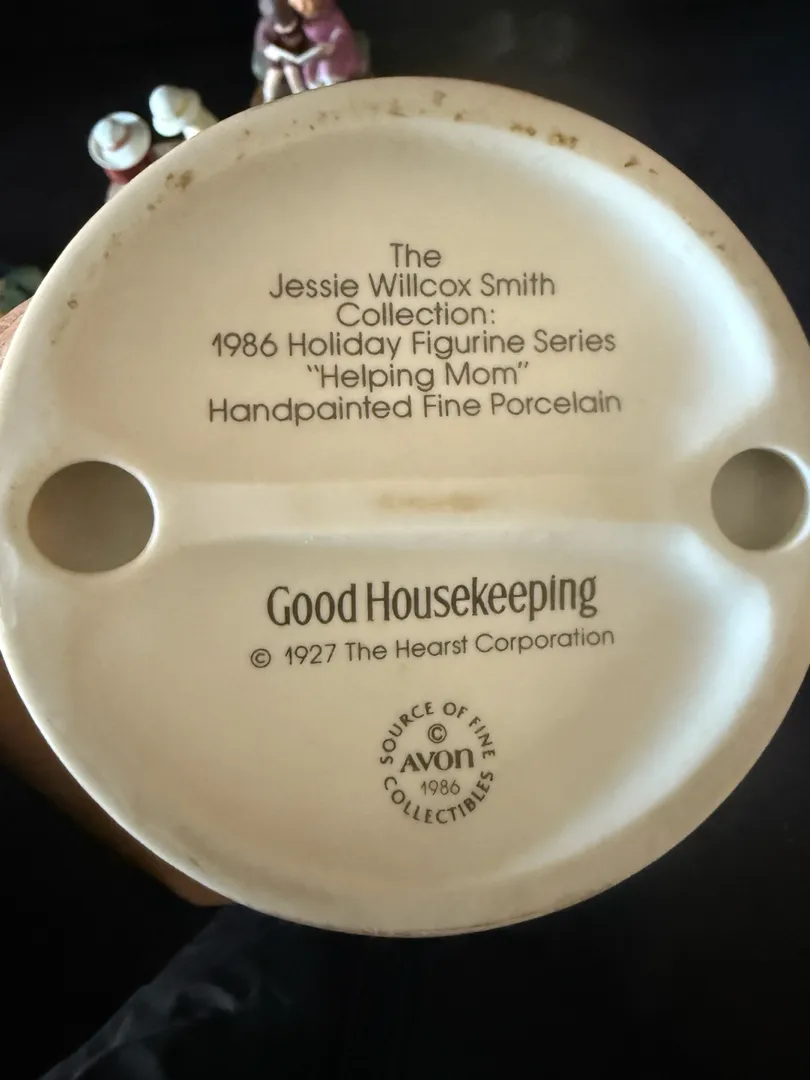 The
Jessie Willcox Smith
Collection:
1986 Holiday Figurine Series
"Helping Mom"
Handpainted Fine Porcelain
Good Housekeeping
© 1927 The Hearst Corporation
SOURCE OF FINE
©
AVON
1986
COLLECTIBLES